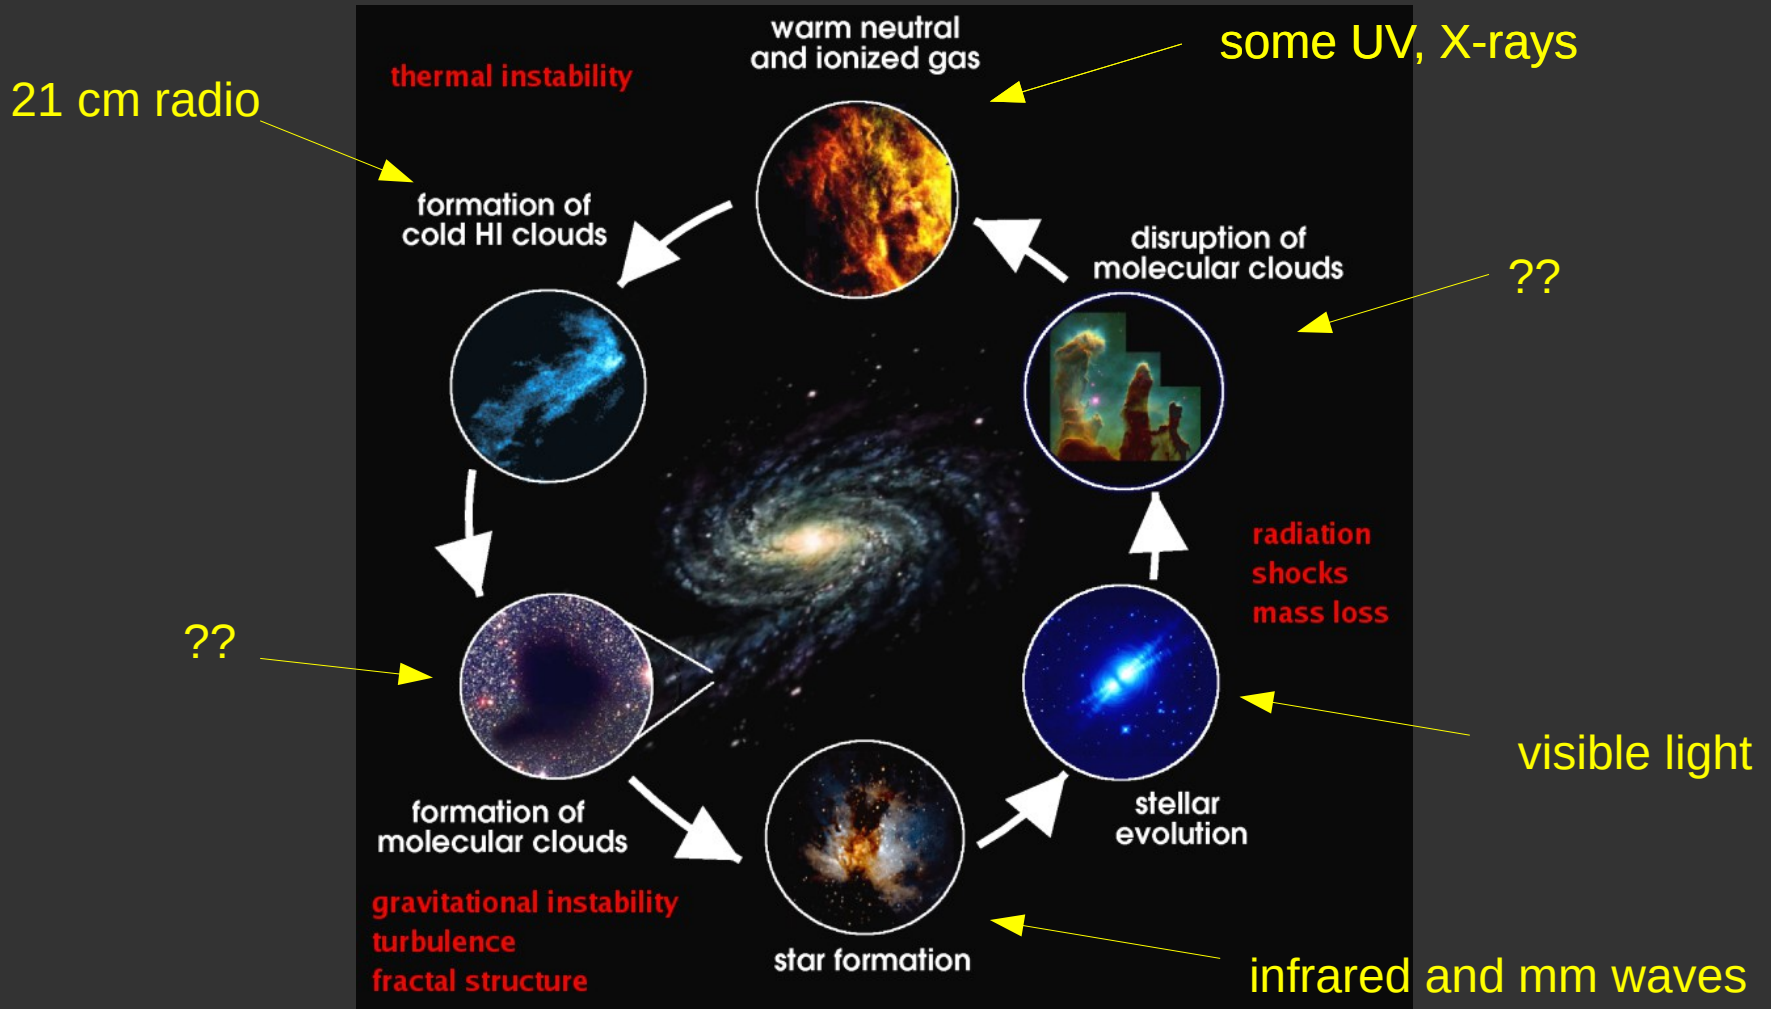 warm neutral
and ionized gas
some UV, X-rays
thermal instability
21 cm radio
formation of
cold HI clouds
disruption of
molecular clouds
??
radiation
shocks
mass loss
??
visible light
formation of
molecular clouds
stellar
evolution
gravitational instability
turbulence
fractal structure
star formation
infrared and mm waves